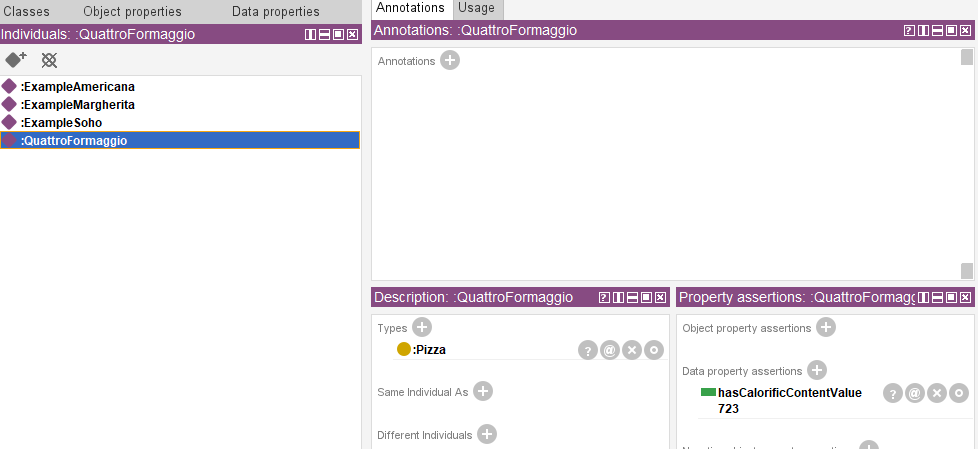 Classes Object properties Data properties
Individuals: :QuattroFormaggio
:ExampleAmericana
:ExampleMargherita
:ExampleSoho
:QuattroFormaggio
Annotations Usage
Annotations: :QuattroFormaggio
Annotations
Description: :QuattroFormaggio
Types
:Pizza
Same Individual As
Different Individuals
Property assertions: :QuattroFormagg
Object property assertions
Data property assertions
hasCalorificContentValue
723